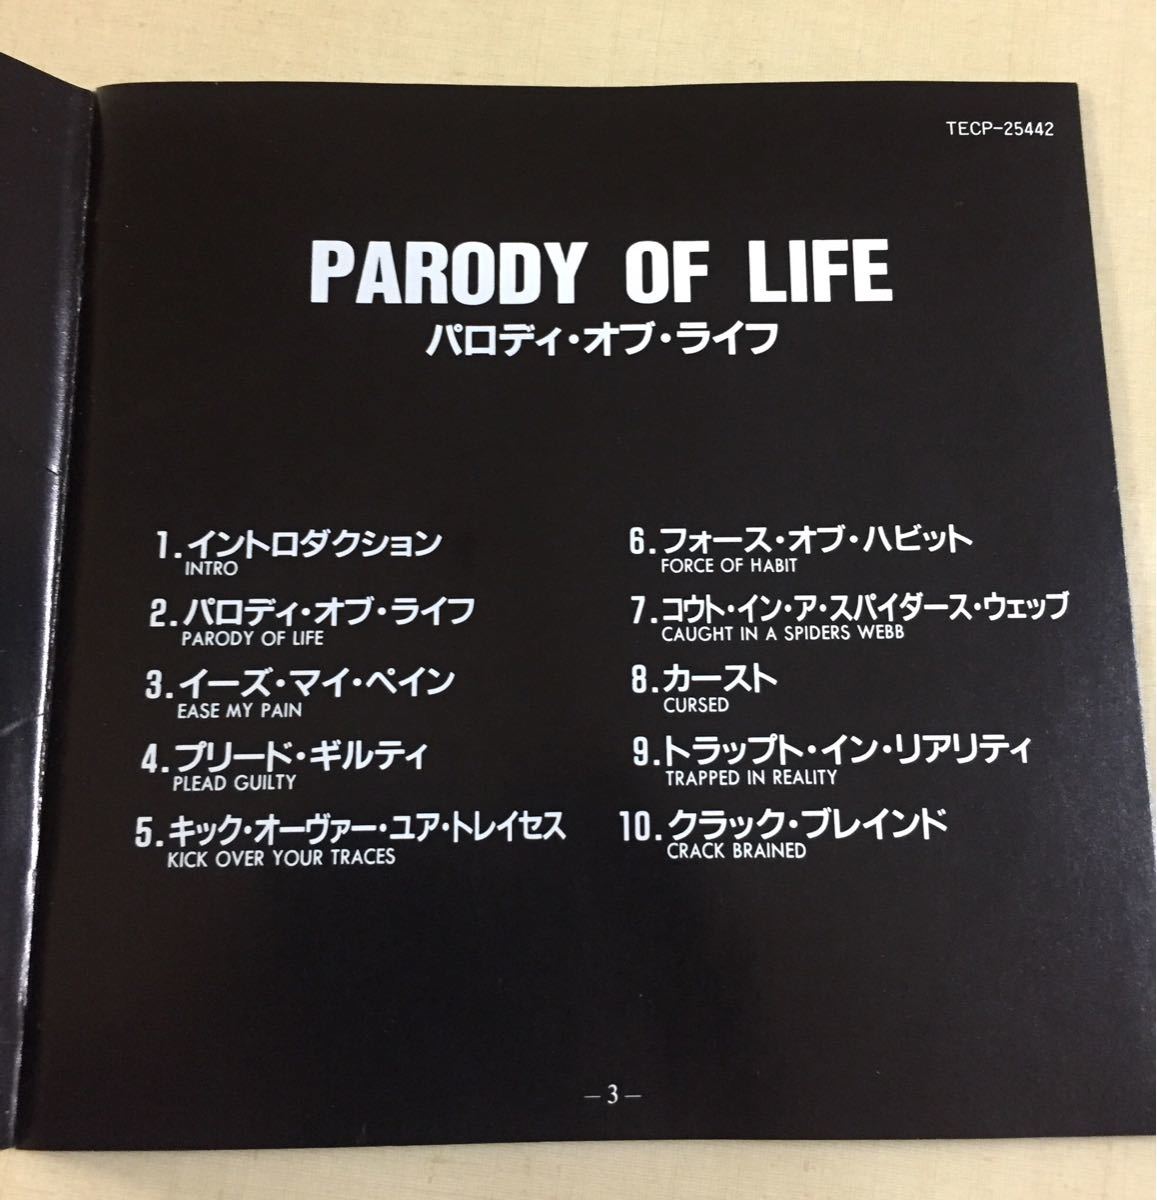 TECP-25442
PARODY OF LIFE
パロディ・オブ・ライフ
1.イントロダクション
INTRO
2.パロディ・オブ・ライフ
PARODY OF LIFE
3.イーズ・マイ・ペイン
EASE MY PAIN
4.プリード・ギルティ
PLEAD GUILTY
5.キック・オーヴァー・ユア・トレイセス
KICK OVER YOUR TRACES
6.フォース・オブ・ハビット
FORCE OF HABIT
7.コウト・イン・ア・スパイダース・ウェッブ
CAUGHT IN A SPIDERS WEBB
8.カースト
CURSED
9.トラップト・イン・リアリティ
TRAPPED IN REALITY
10.クラック・ブレインド
CRACK BRAINED
－3－